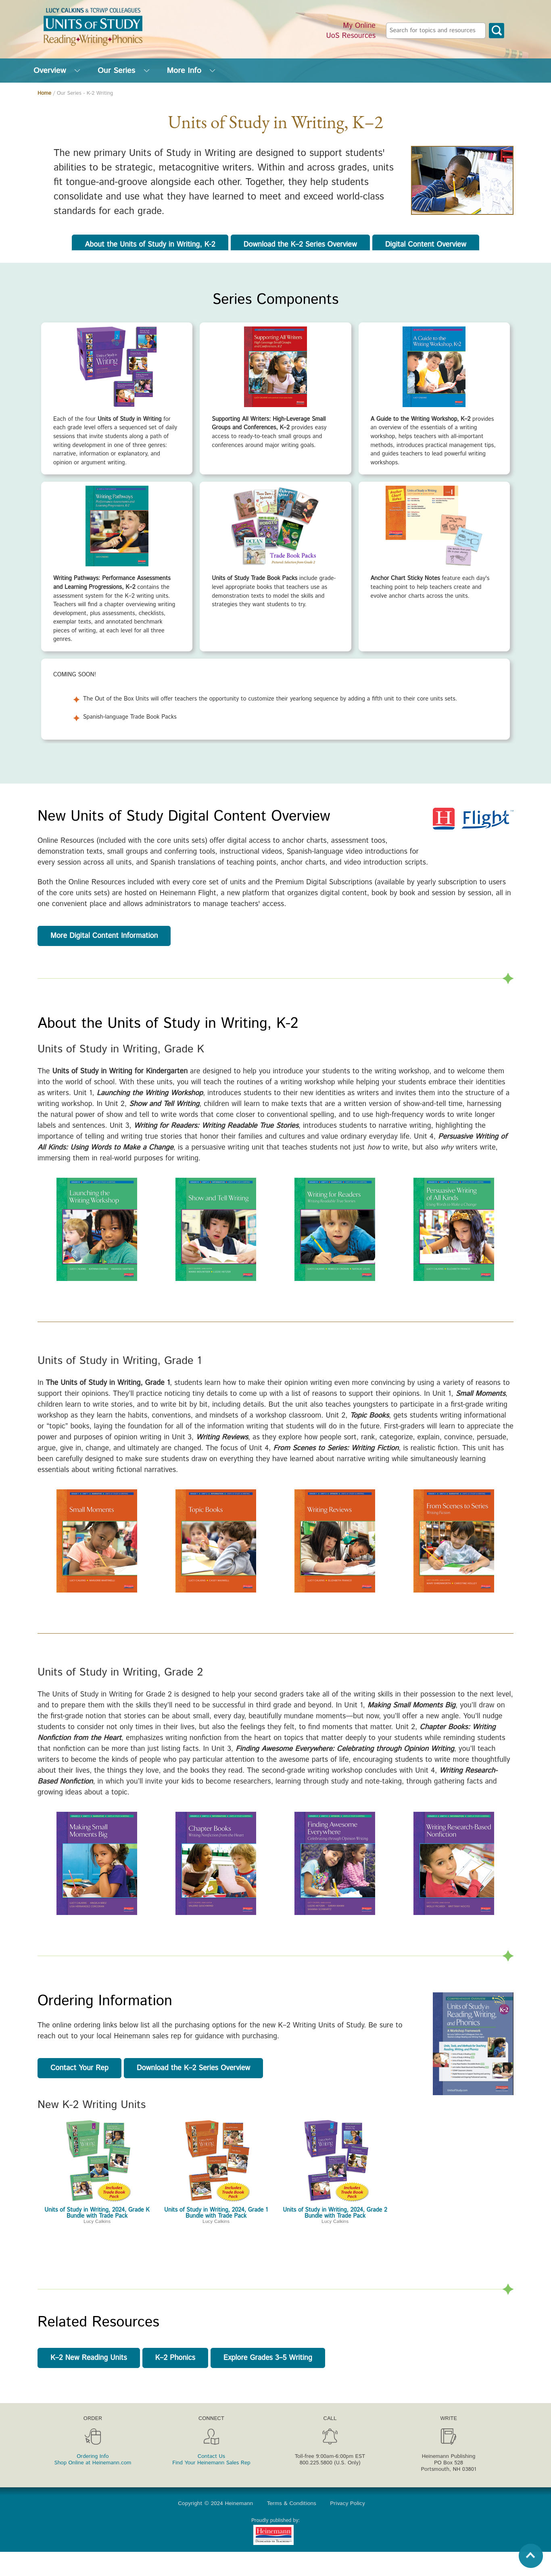 LUCY CALKINS & TCRWP COLLEAGUES
UNITS OF STUDY
Reading Writing Phonics
My Online
UoS Resources
Search for topics and resources
Overview
Our Series
More Info
Home / Our Series - K-2 Writing
Units of Study in Writing, K–2
The new primary Units of Study in Writing are designed to support students'
abilities to be strategic, metacognitive writers. Within and across grades, units
fit tongue-and-groove alongside each other. Together, they help students
consolidate and use what they have learned to meet and exceed world-class
standards for each grade.
About the Units of Study in Writing, K-2
Download the K–2 Series Overview
Digital Content Overview
Series Components
Each of the four Units of Study in Writing for
each grade level offers a sequenced set of daily
sessions that invite students along a path of
writing development in one of three genres:
narrative, information or explanatory, and
opinion or argument writing.
Supporting All Writers
Supporting All Writers: High-Leverage Small
Groups and Conferences, K–2 provides easy
access to ready-to-teach small groups and
conferences around major writing goals.
A Guide to the
Writing Workshop, K-2
A Guide to the Writing Workshop, K–2 provides
an overview of the essentials of a writing
workshop, helps teachers with all-important
methods, introduces practical management tips,
and guides teachers to lead powerful writing
workshops.
Writing Pathways
Writing Pathways: Performance Assessments
and Learning Progressions, K–2 contains the
assessment system for the K–2 writing units.
Teachers will find a chapter overviewing writing
development, plus assessments, checklists,
exemplar texts, and annotated benchmark
pieces of writing, at each level for all three
genres.
Trade Book Packs
Units of Study Trade Book Packs include grade-
level appropriate books that teachers use as
demonstration texts to model the skills and
strategies they want students to try.
Anchor Chart Sticky Notes feature each day's
teaching point to help teachers create and
evolve anchor charts across the units.
COMING SOON!
The Out of the Box Units will offer teachers the opportunity to customize their yearlong sequence by adding a fifth unit to their core units sets.
Spanish-language Trade Book Packs
New Units of Study Digital Content Overview
H Flight
Online Resources (included with the core units sets) offer digital access to anchor charts, assessment toos,
demonstration texts, small groups and conferring tools, instructional videos, Spanish-language video introductions for
every session across all units, and Spanish translations of teaching points, anchor charts, and video introduction scripts.
Both the Online Resources included with every core set of units and the Premium Digital Subscriptions (available by yearly subscription to users
of the core units sets) are hosted on Heinemann Flight, a new platform that organizes digital content, book by book and session by session, all in
one convenient place and allows administrators to manage teachers' access.
More Digital Content Information
About the Units of Study in Writing, K-2
Units of Study in Writing, Grade K
The Units of Study in Writing for Kindergarten are designed to help you introduce your students to the writing workshop, and to welcome them
into the world of school. With these units, you will teach the routines of a writing workshop while helping your students embrace their identities
as writers. Unit 1, Launching the Writing Workshop, introduces students to their new identities as writers and invites them into the structure of a
writing workshop. In Unit 2, Show and Tell Writing, children will learn to make texts that are a written version of show-and-tell time, harnessing
the natural power of show and tell to write words that come closer to conventional spelling, and to use high-frequency words to write longer
labels and sentences. Unit 3, Writing for Readers: Writing Readable True Stories, introduces students to narrative writing, highlighting the
importance of telling and writing true stories that honor their families and cultures and value ordinary everyday life. Unit 4, Persuasive Writing of
All Kinds: Using Words to Make a Change, is a persuasive writing unit that teaches students not just how to write, but also why writers write,
immersing them in real-world purposes for writing.
Launching the
Writing Workshop
Show and Tell Writing
Writing for Readers
Persuasive Writing
of All Kinds
Units of Study in Writing, Grade 1
In The Units of Study in Writing, Grade 1, students learn how to make their opinion writing even more convincing by using a variety of reasons to
support their opinions. They'll practice noticing tiny details to come up with a list of reasons to support their opinions. In Unit 1, Small Moments,
children learn to write stories, and to write bit by bit, including details. But the unit also teaches young writers to participate in a first-grade writing
workshop as they learn the habits, conventions, and mindsets of a workshop classroom. Unit 2, Topic Books, gets students writing informational
or "topic" books, laying the foundation for all of the information writing that students will do in the future. First-graders will learn to appreciate the
power and purposes of opinion writing in Unit 3, Writing Reviews, as they explore how people sort, rank, categorize, explain, convince, persuade,
argue, give in, change, and ultimately are changed. The focus of Unit 4, From Scenes to Series: Writing Fiction, is realistic fiction. This unit has
been carefully designed to make sure students draw on everything they have learned about narrative writing while simultaneously learning
essentials about writing fictional narratives.
Small Moments
Topic Books
Writing Reviews
From Scenes to Series
Units of Study in Writing, Grade 2
The Units of Study in Writing for Grade 2 is designed to help your second graders take all of the writing skills in their possession to the next level,
and to prepare them with the skills they'll need to be successful in third grade and beyond. In Unit 1, Making Small Moments Big, you'll draw on
the first-grade notion that stories can be about small, every day, beautifully mundane moments—but now, you'll offer a new angle. You'll nudge
students to consider not only times in their lives, but also the feelings they felt, to find moments that matter. Unit 2, Chapter Books: Writing
Nonfiction from the Heart, emphasizes writing nonfiction from the heart on topics that matter deeply to your students while reminding students
that nonfiction can be more than just listing facts. In Unit 3, Finding Awesome Everywhere: Celebrating through Opinion Writing, you'll teach
writers to become the kinds of people who pay particular attention to the awesome parts of life, encouraging students to write more thoughtfully
about their lives, the things they love, and the books they read. The second-grade writing workshop concludes with Unit 4, Writing Research-
Based Nonfiction, in which you'll invite your kids to become researchers, learning through study and note-taking, through gathering facts and
growing ideas about a topic.
Making Small
Moments Big
Chapter Books
Finding Awesome
Everywhere
Writing Research-Based
Nonfiction
Ordering Information
The online ordering links below list all the purchasing options for the new K–2 Writing Units of Study. Be sure to
reach out to your local Heinemann sales rep for guidance with purchasing.
Units of Study in
Reading, Writing,
and Phonics
K-2
Contact Your Rep
Download the K–2 Series Overview
New K-2 Writing Units
Includes
Trade Book
Pack
Includes
Trade Book
Pack
Includes
Trade Book
Pack
Units of Study in Writing, 2024, Grade K
Bundle with Trade Pack
Lucy Calkins
Units of Study in Writing, 2024, Grade 1
Bundle with Trade Pack
Lucy Calkins
Units of Study in Writing, 2024, Grade 2
Bundle with Trade Pack
Lucy Calkins
Related Resources
K–2 New Reading Units
K–2 Phonics
Explore Grades 3–5 Writing
ORDER
Ordering Info
Shop Online at Heinemann.com
CONNECT
Contact Us
Find Your Heinemann Sales Rep
CALL
Toll-free 9:00am-6:00pm EST
800.225.5800 (U.S. Only)
WRITE
Heinemann Publishing
PO Box 528
Portsmouth, NH 03801
Copyright © 2024 Heinemann
Terms & Conditions
Privacy Policy
Proudly published by:
Heinemann